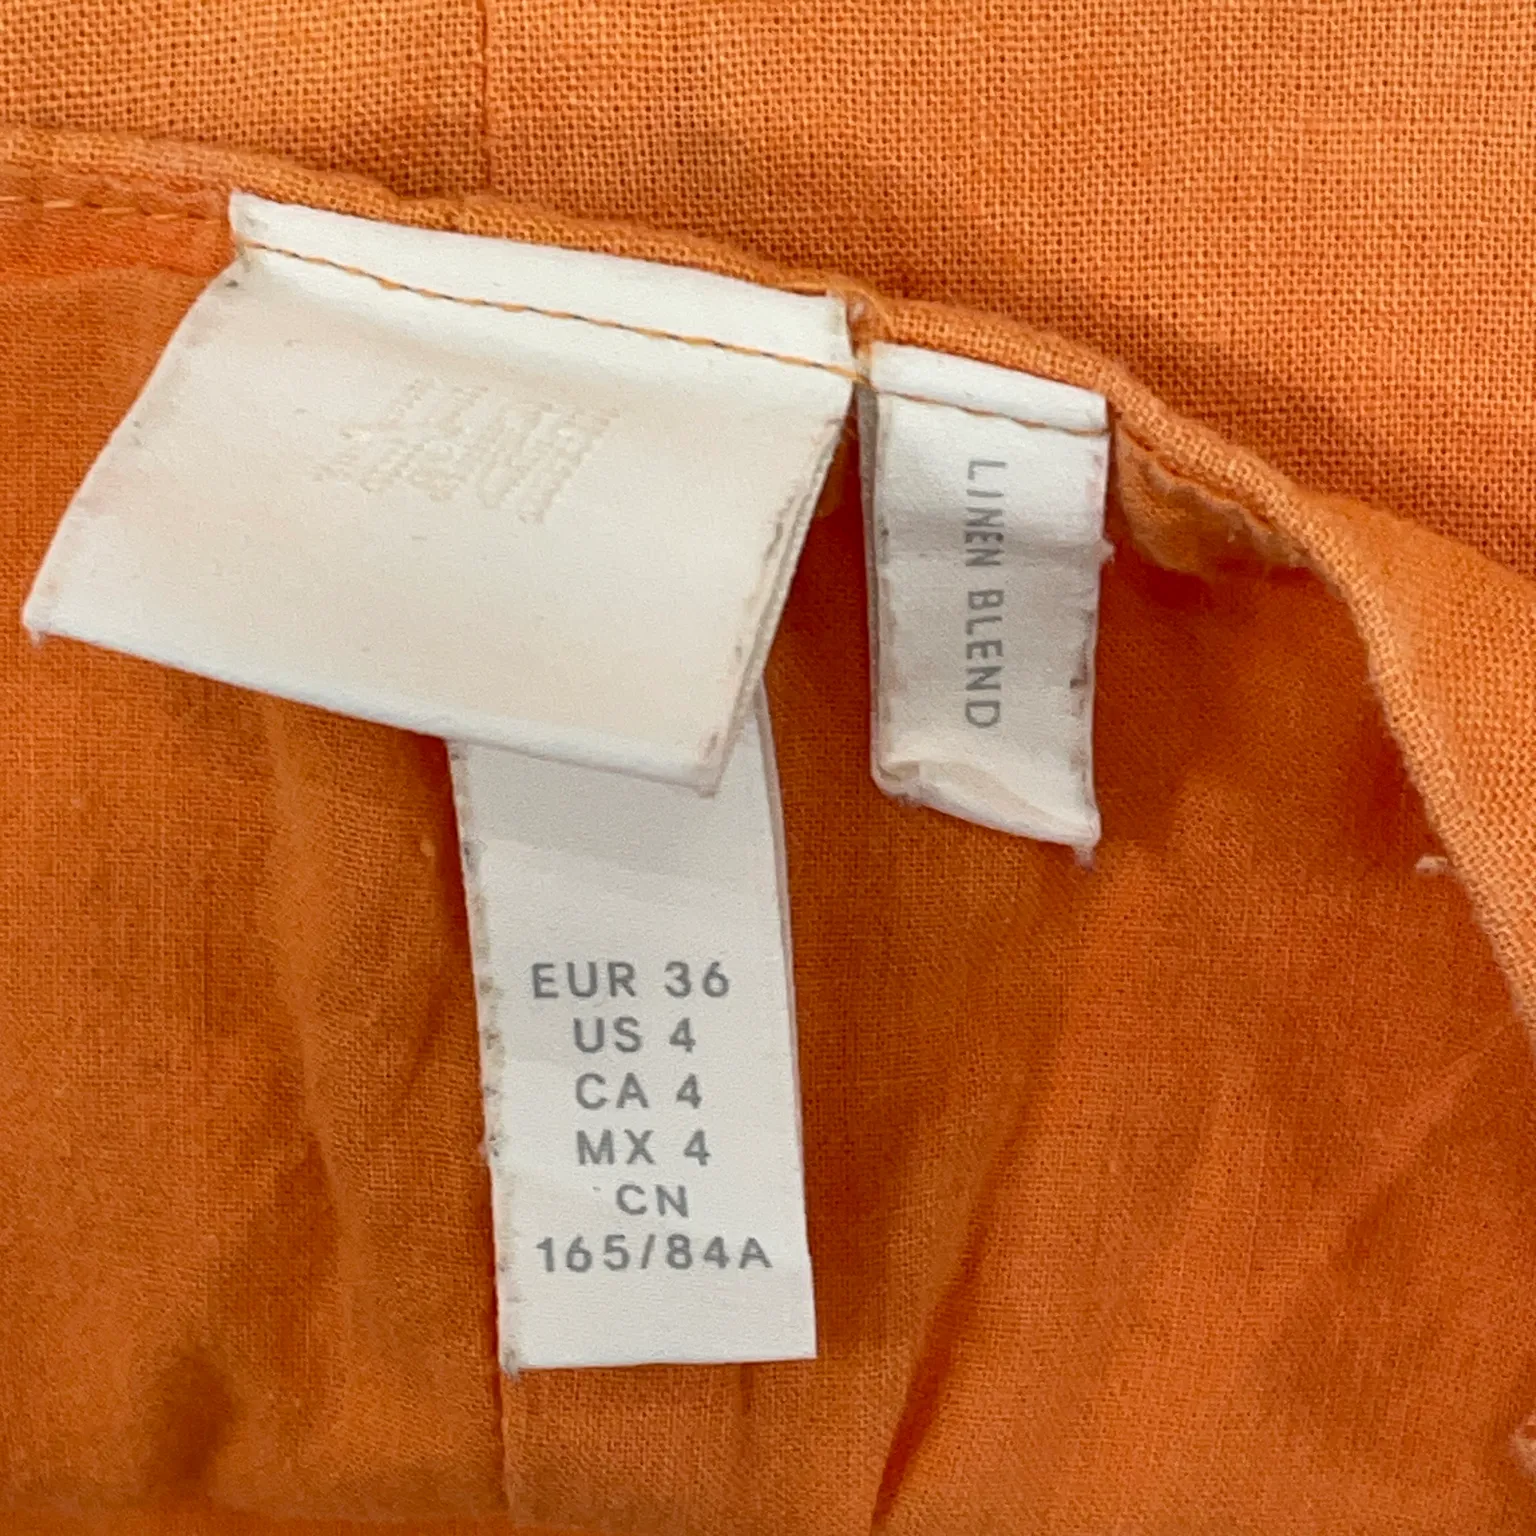 LINEN BLEND
EUR 36
US 4
CA 4
MX 4
CN
165/84A